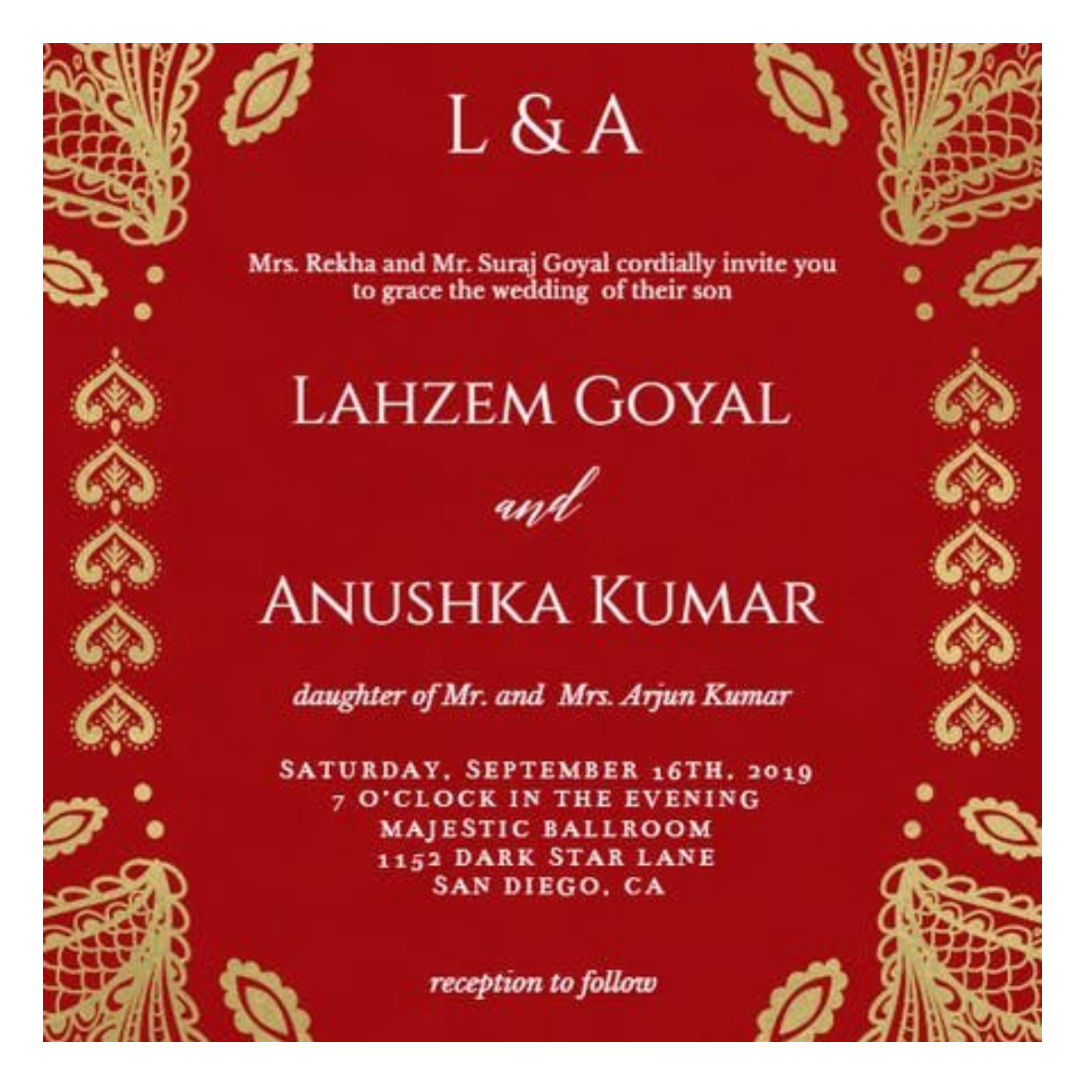 L & A
Mrs. Rekha and Mr. Suraj Goyal cordially invite you
to grace the wedding of their son
LAHZEM GOYAL
and
ANUSHKA KUMAR
daughter of Mr. and Mrs. Arjun Kumar
SATURDAY, SEPTEMBER 16TH, 2019
7 O'CLOCK IN THE EVENING
MAJESTIC BALLROOM
1152 DARK STAR LANE
SAN DIEGO, CA
reception to follow